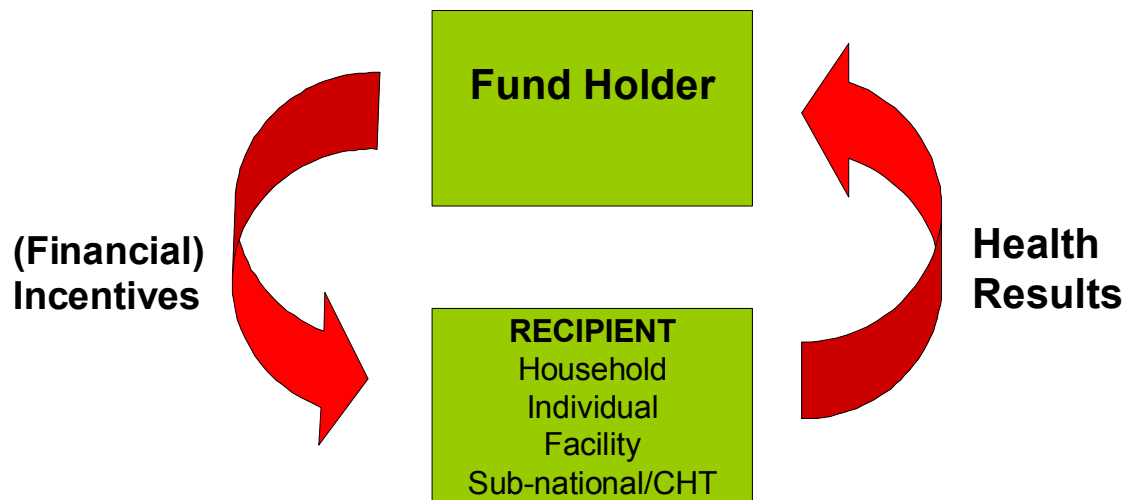 Fund Holder
(Financial)
Incentives
Health
Results
RECIPIENT
Household
Individual
Facility
Sub-national/CHT